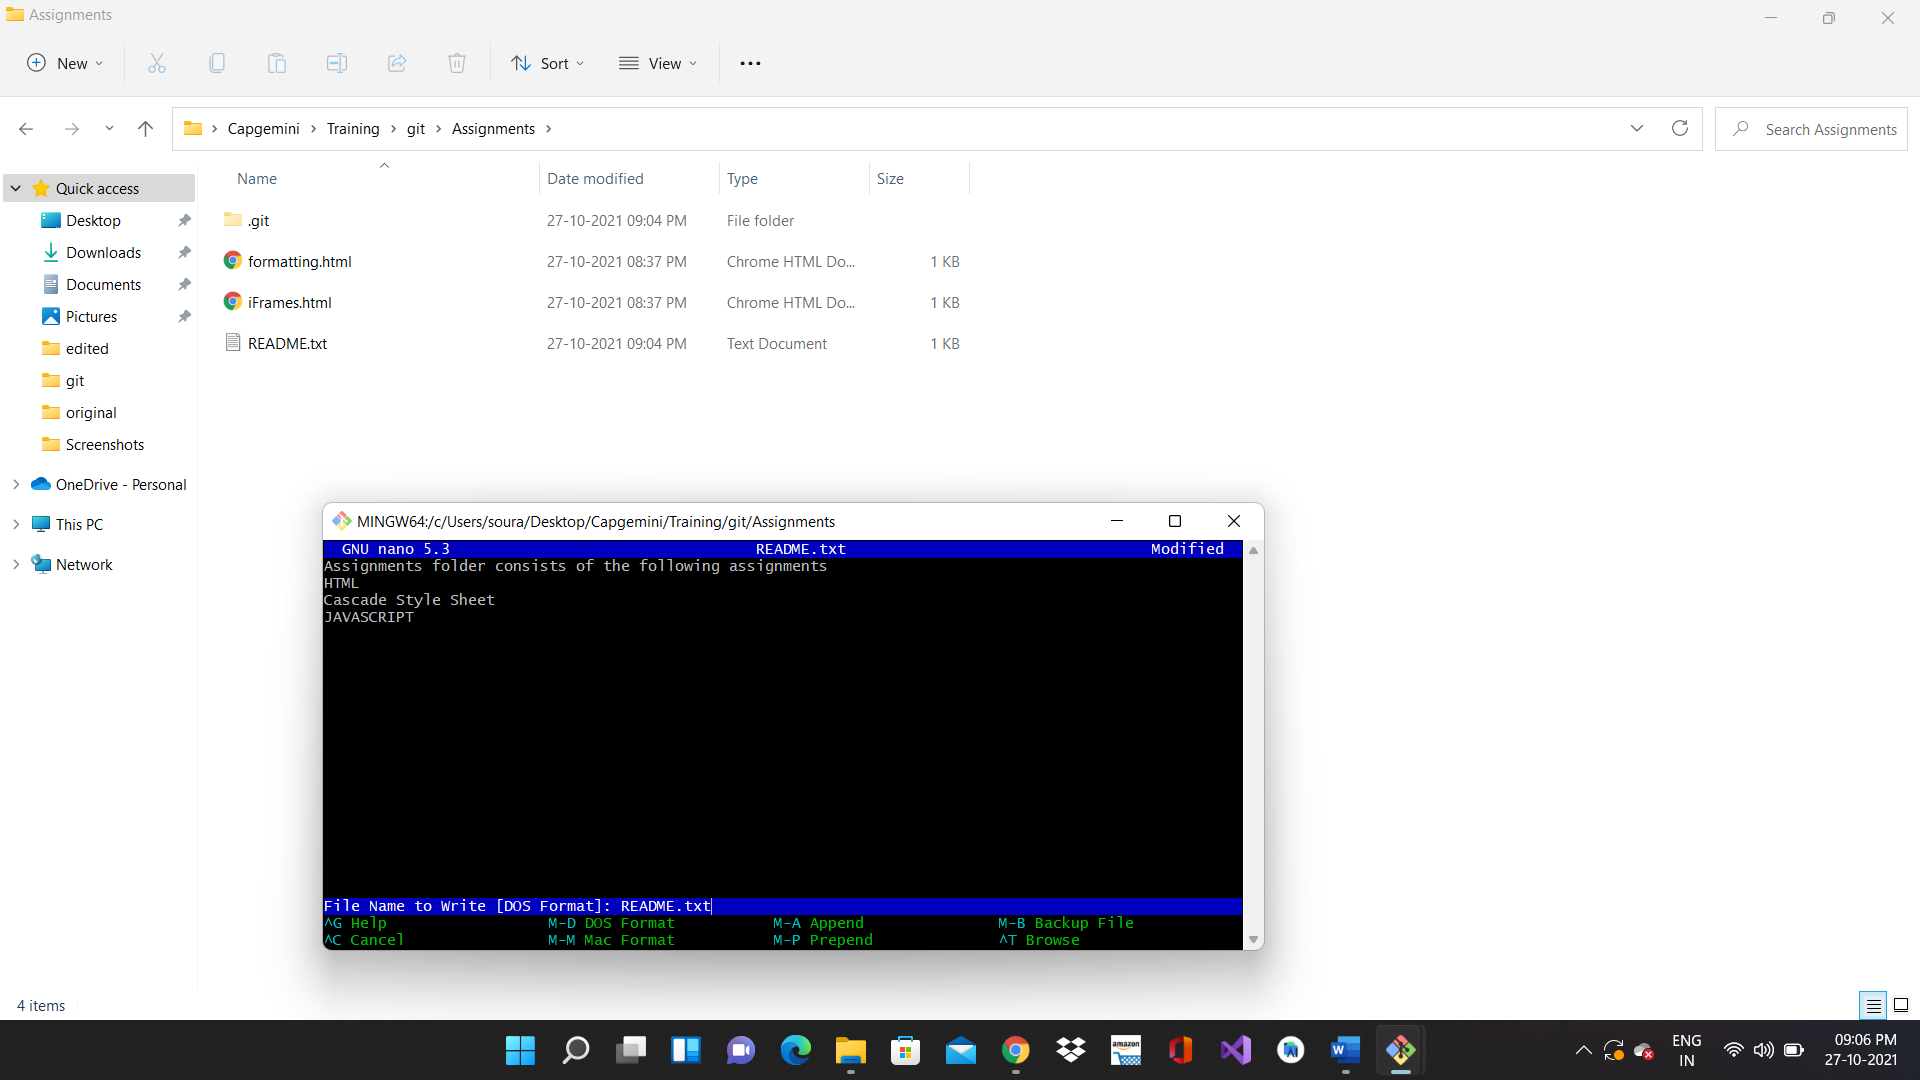 Assignments
New
Sort
View
Capgemini > Training > git > Assignments >
Search Assignments
Name Date modified Type Size
.git 27-10-2021 09:04 PM File folder
formatting.html 27-10-2021 08:37 PM Chrome HTML Do... 1 KB
iFrames.html 27-10-2021 08:37 PM Chrome HTML Do... 1 KB
README.txt 27-10-2021 09:04 PM Text Document 1 KB
Quick access
Desktop
Downloads
Documents
Pictures
edited
git
original
Screenshots
OneDrive - Personal
This PC
Network
MINGW64:/c/Users/soura/Desktop/Capgemini/Training/git/Assignments
GNU nano 5.3 README.txt Modified
Assignments folder consists of the following assignments
HTML
Cascade Style Sheet
JAVASCRIPT
File Name to Write [DOS Format]: README.txt
^G Help M-D DOS Format M-A Append M-B Backup File
^C Cancel M-M Mac Format M-P Prepend ^T Browse
4 items
amazon
W
ENG
IN
09:06 PM
27-10-2021